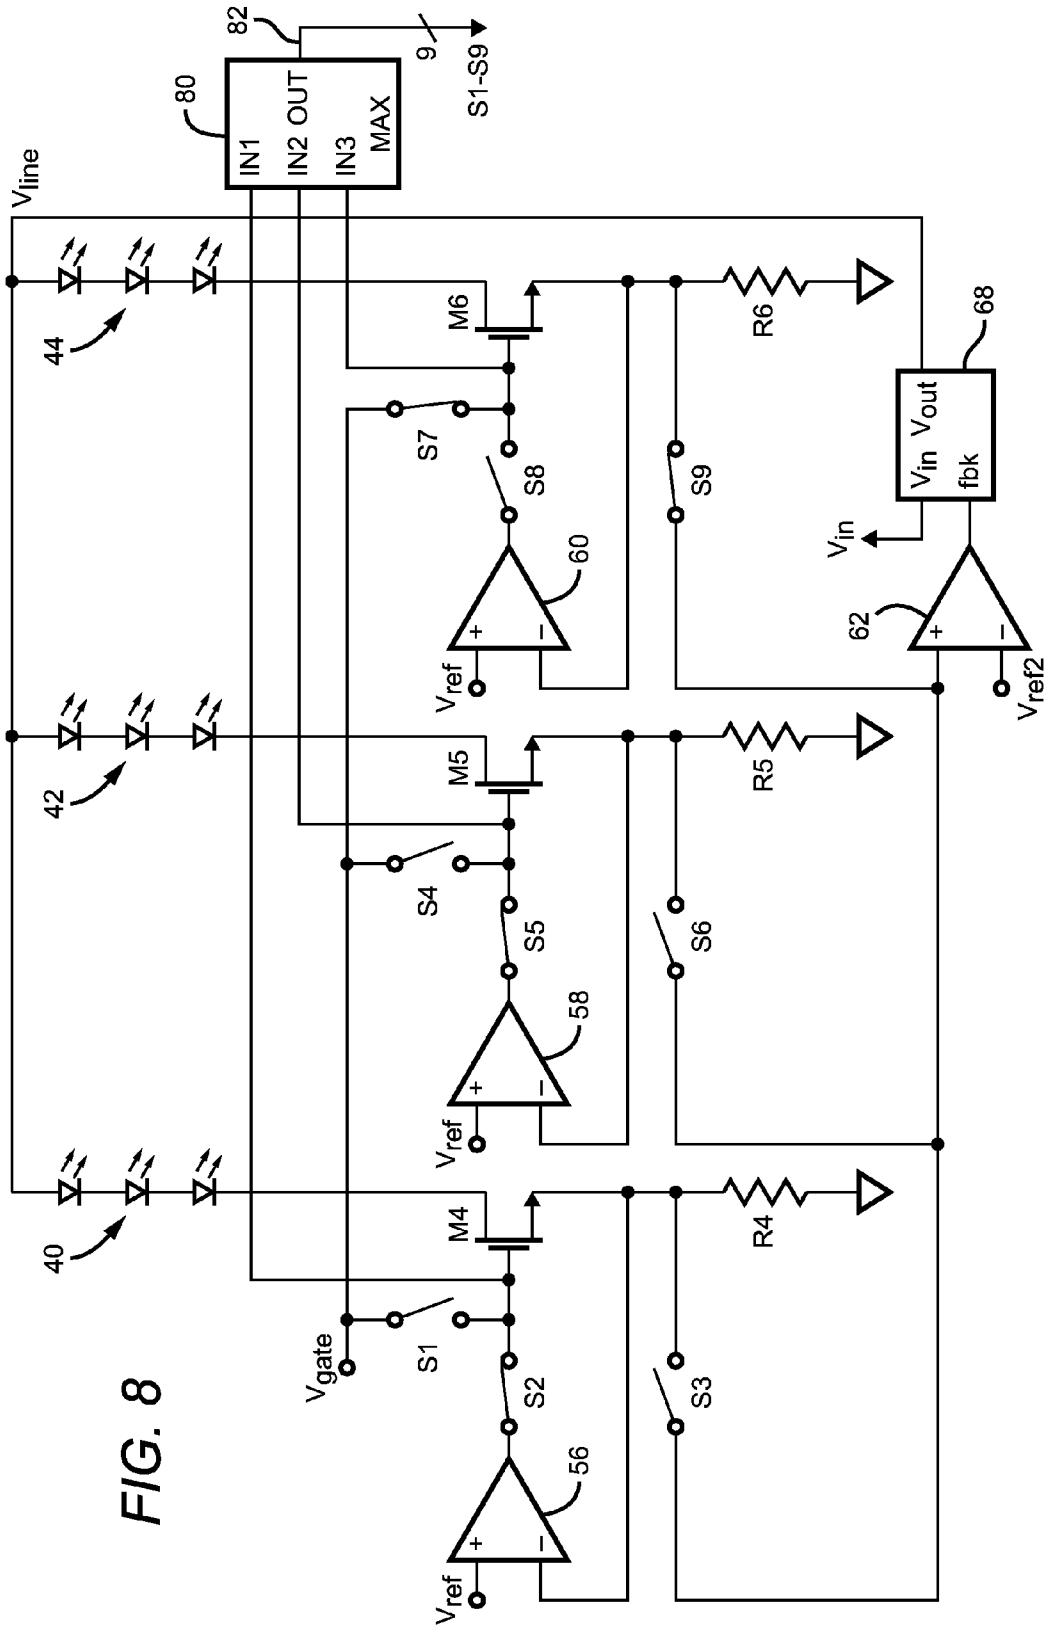 FIG. 8
40
42
44
Vline
80
82
IN1
IN2 OUT
IN3
MAX
9
S1-S9
Vgate
S1
M4
S4
M5
S7
M6
Vref
+
−
56
S2
Vref
+
−
58
S5
Vref
+
−
60
S8
S3
R4
S6
R5
S9
R6
Vin
62
+
−
Vref2
Vin Vout
fbk
68